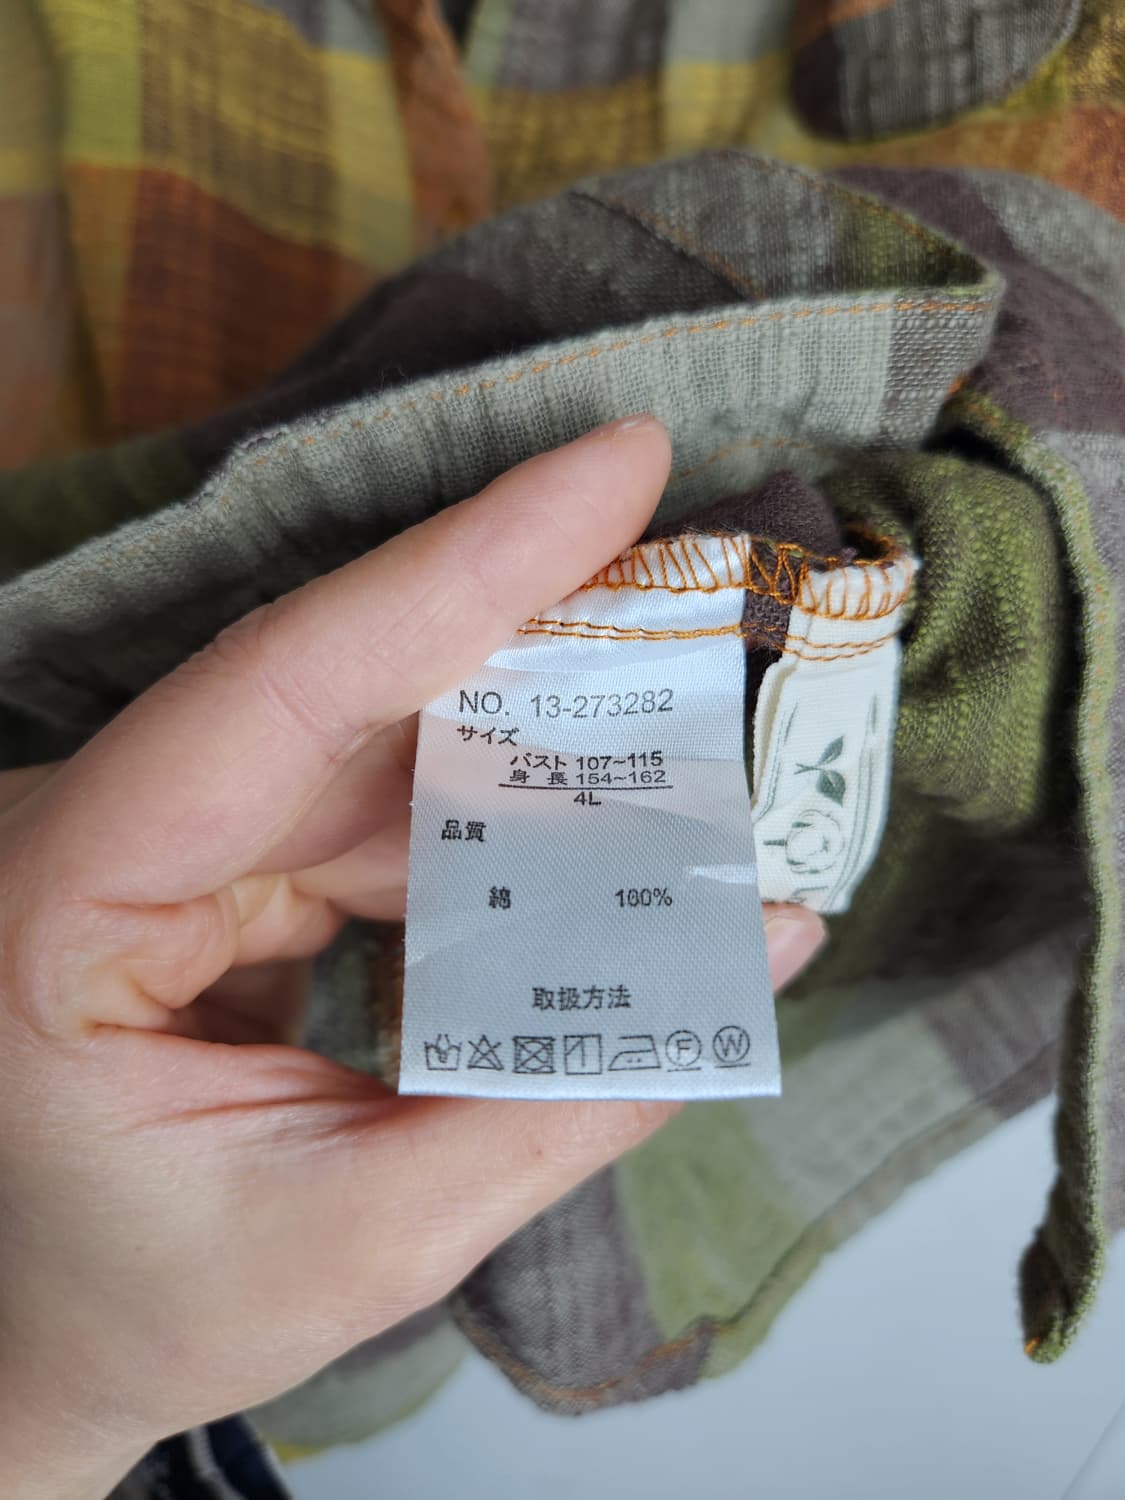 NO. 13-273282
サイズ
バスト 107~115
身 長 154~162
4L
品質
綿 100%
取扱方法
F W